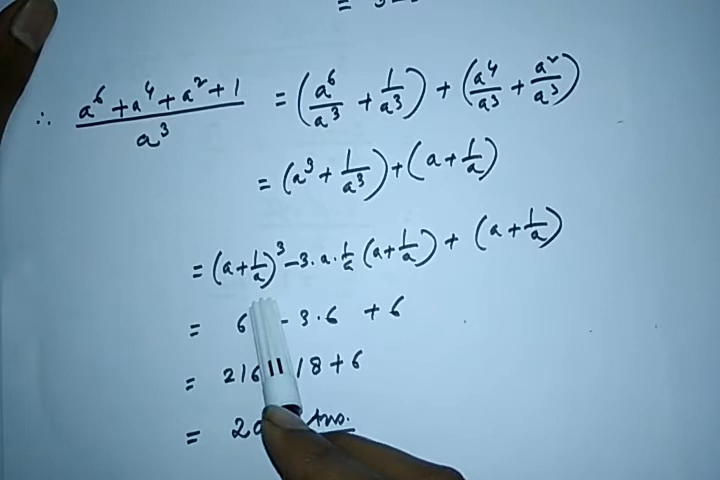 ∴ (a⁶ + a⁴ + a² + 1)/a³ = (a⁶/a³ + 1/a³) + (a⁴/a³ + a²/a³)
= (a³ + 1/a³) + (a + 1/a)
= (a + 1/a)³ - 3.a.1/a (a + 1/a) + (a + 1/a)
= 6 - 3.6 + 6
= 216 18 + 6
= 20 Ans.